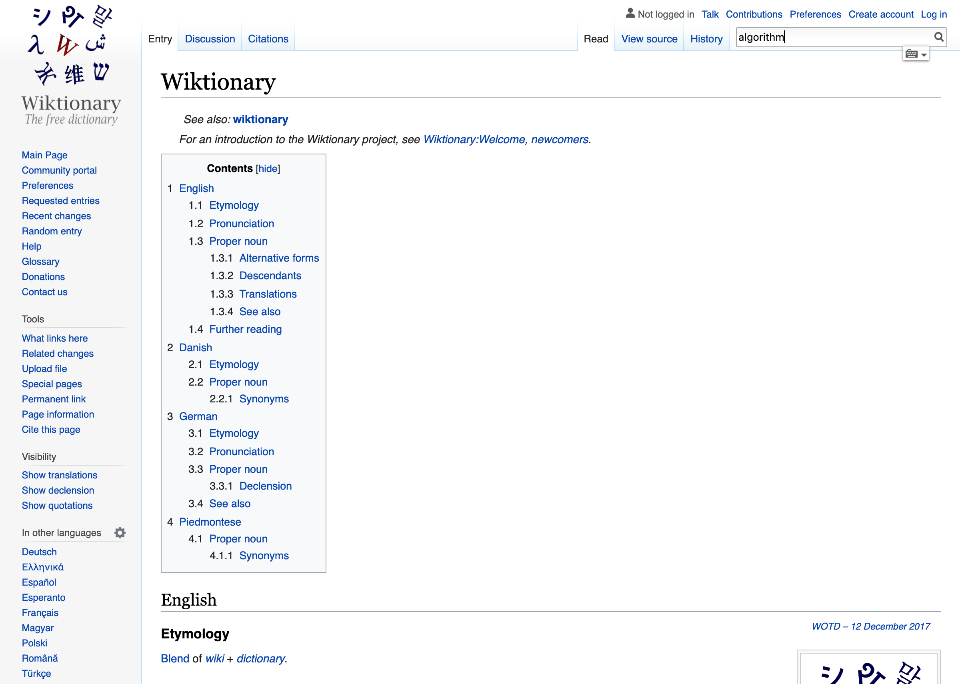 シ 말
λ W ش
维 ש
Wiktionary
The free dictionary
Main Page
Community portal
Preferences
Requested entries
Recent changes
Random entry
Help
Glossary
Donations
Contact us
Tools
What links here
Related changes
Upload file
Special pages
Permanent link
Page information
Cite this page
Visibility
Show translations
Show declension
Show quotations
In other languages
Deutsch
Ελληνικά
Español
Esperanto
Français
Magyar
Polski
Română
Türkçe
Not logged in Talk Contributions Preferences Create account Log in
Entry Discussion Citations Read View source History algorithm
Wiktionary
See also: wiktionary
For an introduction to the Wiktionary project, see Wiktionary:Welcome, newcomers.
Contents [hide]
1 English
1.1 Etymology
1.2 Pronunciation
1.3 Proper noun
1.3.1 Alternative forms
1.3.2 Descendants
1.3.3 Translations
1.3.4 See also
1.4 Further reading
2 Danish
2.1 Etymology
2.2 Proper noun
2.2.1 Synonyms
3 German
3.1 Etymology
3.2 Pronunciation
3.3 Proper noun
3.3.1 Declension
3.4 See also
4 Piedmontese
4.1 Proper noun
4.1.1 Synonyms
English
WOTD – 12 December 2017
Etymology
Blend of wiki + dictionary.